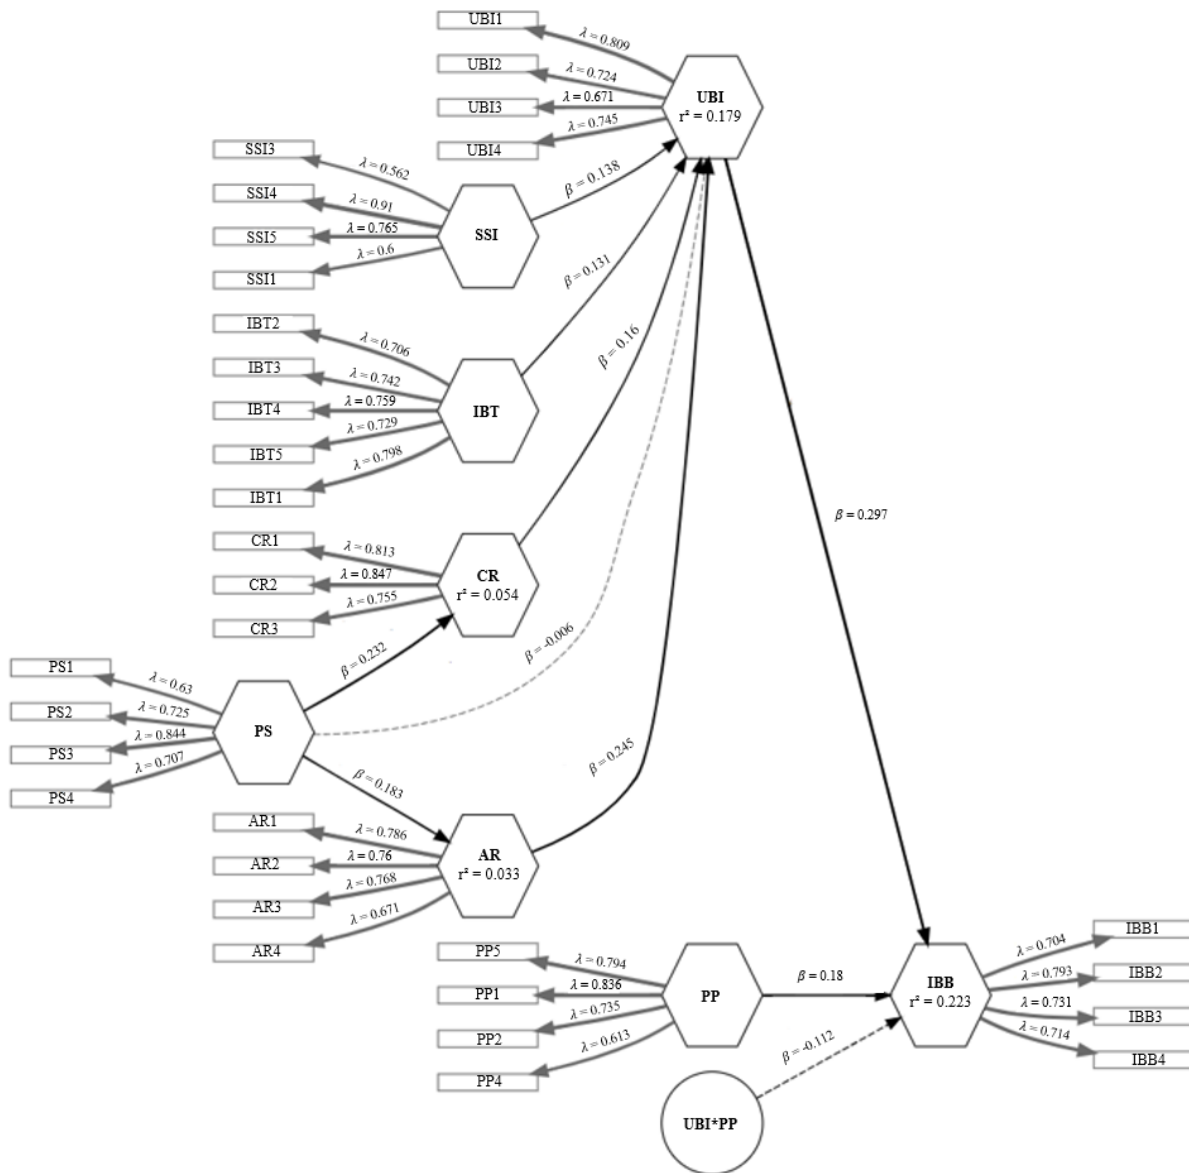 UBI1
λ = 0.809
UBI2
λ = 0.724
UBI3
λ = 0.671
UBI4
λ = 0.745
UBI
r² = 0.179
SSI3
λ = 0.562
SSI4
λ = 0.91
SSI5
λ = 0.765
SSI1
λ = 0.6
SSI
β = 0.138
IBT2
λ = 0.706
IBT3
λ = 0.742
IBT4
λ = 0.759
IBT5
λ = 0.729
IBT1
λ = 0.798
IBT
β = 0.131
CR1
λ = 0.813
CR2
λ = 0.847
CR3
λ = 0.755
CR
r² = 0.054
β = 0.16
β = 0.297
PS1
λ = 0.63
PS2
λ = 0.725
PS3
λ = 0.844
PS4
λ = 0.707
PS
β = 0.232
β = -0.006
β = 0.183
AR1
λ = 0.786
AR2
λ = 0.76
AR3
λ = 0.768
AR4
λ = 0.671
AR
r² = 0.033
β = 0.245
PP5
λ = 0.794
PP1
λ = 0.836
PP2
λ = 0.735
PP4
λ = 0.613
PP
β = 0.18
IBB
r² = 0.223
IBB1
λ = 0.704
IBB2
λ = 0.793
IBB3
λ = 0.731
IBB4
λ = 0.714
β = -0.112
UBI*PP